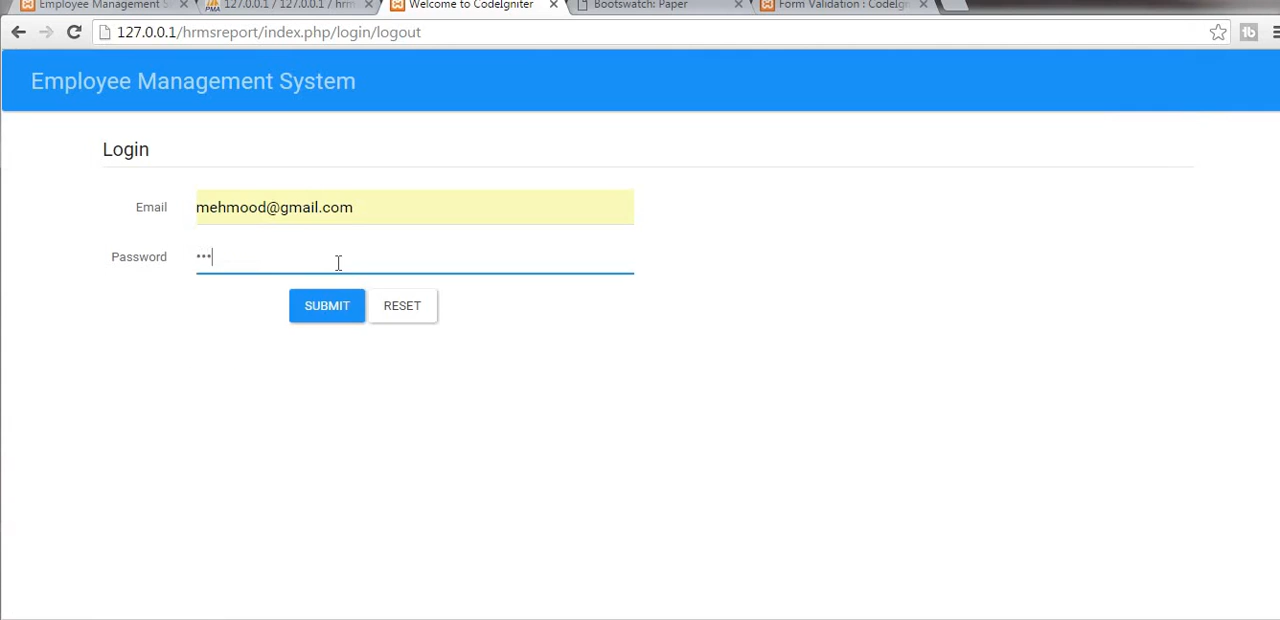 Employee Management S
127.0.0.1 / 127.0.0.1 / hrm
Welcome to CodeIgniter
Bootswatch: Paper
Form Validation : CodeIg
127.0.0.1/hrmsreport/index.php/login/logout
Employee Management System
Login
Email mehmood@gmail.com
Password •••
SUBMIT RESET